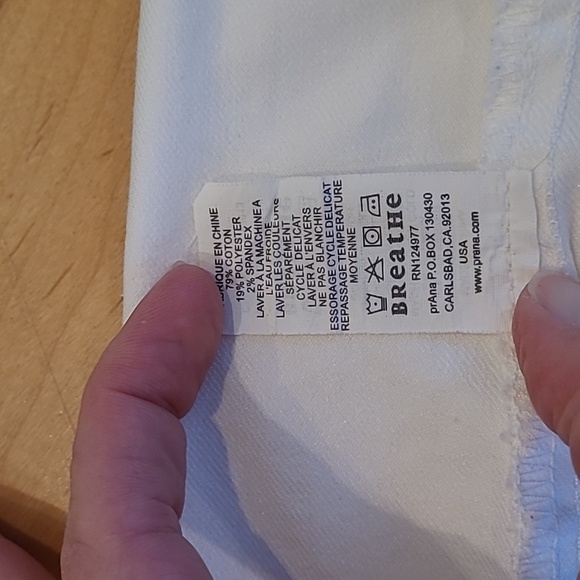 RIQUE EN CHINE
79% COTON
19% POLYESTER
2% SPANDEX
LAVER A LA MACHINE A
L'EAU FROIDE
LAVER LES COULEURS
SEPARÉMENT
CYCLE DELICAT
LAVER A L'ENVERS
NE PAS BLANCHIR
ESSORAGE CYCLE DELICAT
REPASSAGE TEMPERATURE
MOYENNE
BREATHE
RN124977
prAna P.O.BOX 130430
CARLSBAD,CA.92013
USA
www.prana.com